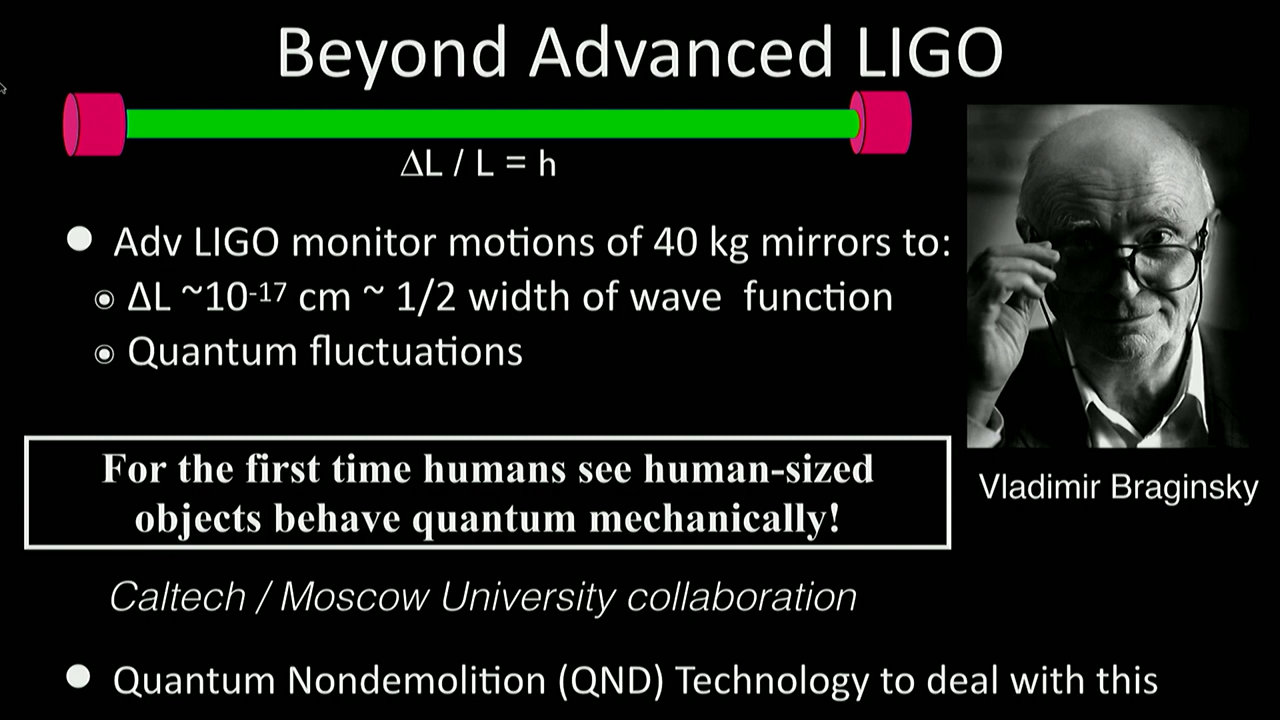 Beyond Advanced LIGO
ΔL / L = h
● Adv LIGO monitor motions of 40 kg mirrors to:
◉ ΔL ~10⁻¹⁷ cm ~ 1/2 width of wave function
◉ Quantum fluctuations
For the first time humans see human-sized
objects behave quantum mechanically!
Vladimir Braginsky
Caltech / Moscow University collaboration
● Quantum Nondemolition (QND) Technology to deal with this